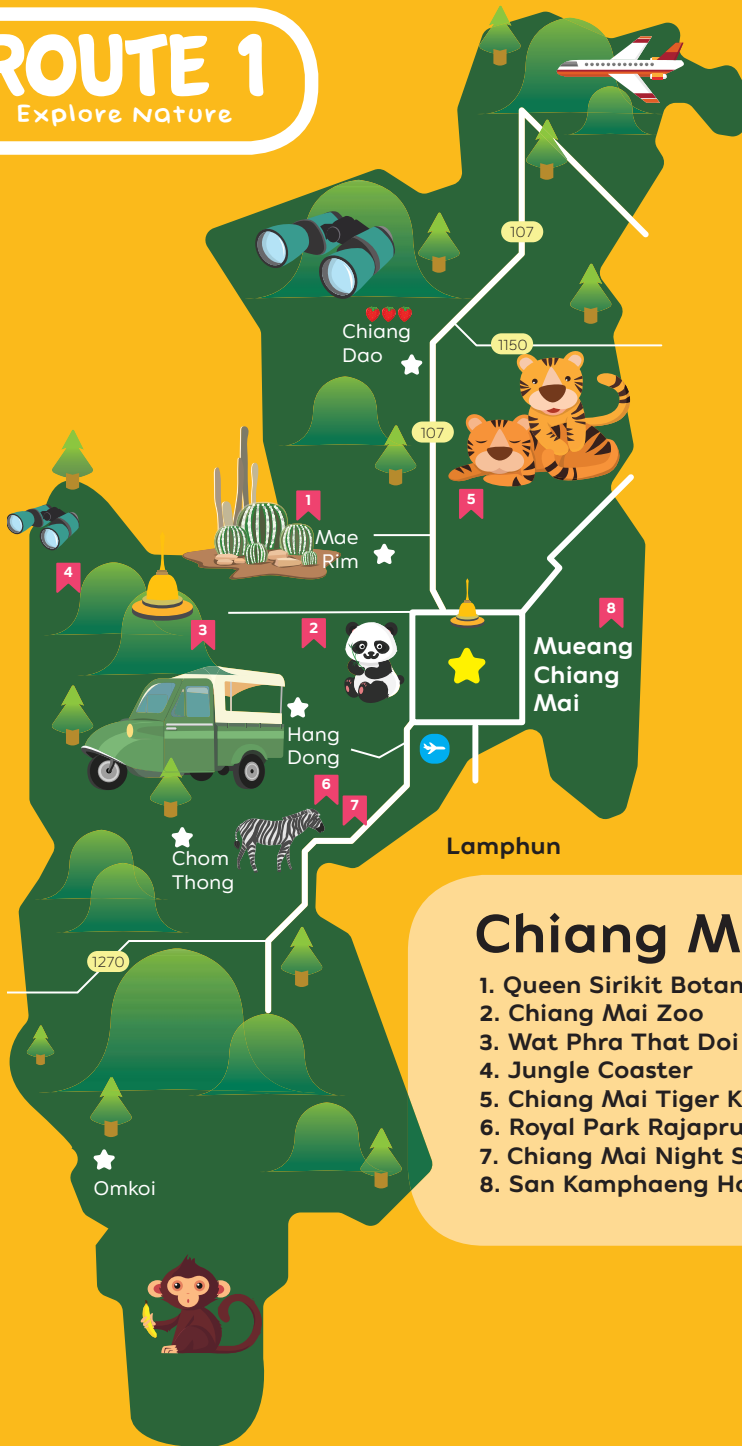 ROUTE 1
Explore Nature
107
Chiang
Dao
1150
107
1
5
Mae
Rim
4
3
2
8
Mueang
Chiang
Mai
Hang
Dong
6
7
Chom
Thong
Lamphun
1270
Omkoi
Chiang M
1. Queen Sirikit Botan
2. Chiang Mai Zoo
3. Wat Phra That Doi
4. Jungle Coaster
5. Chiang Mai Tiger K
6. Royal Park Rajapru
7. Chiang Mai Night S
8. San Kamphaeng Ho